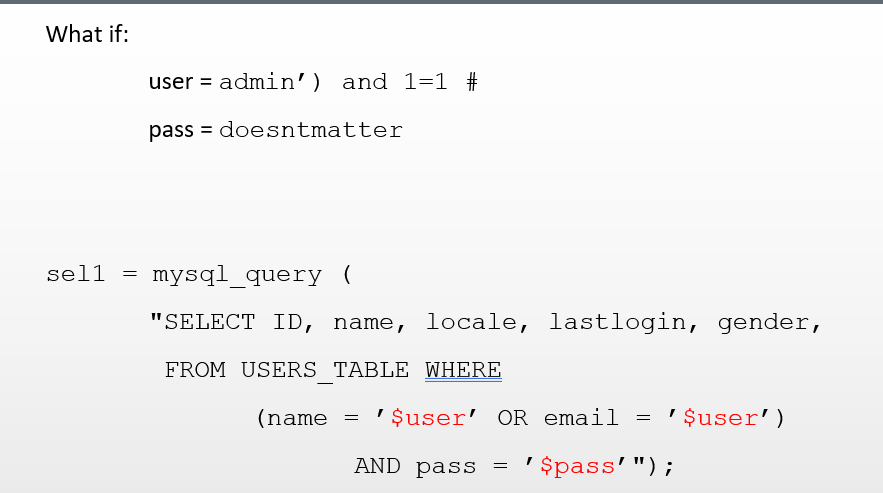 What if:
user = admin’) and 1=1 #
pass = doesntmatter
sel1 = mysql_query (
"SELECT ID, name, locale, lastlogin, gender,
FROM USERS_TABLE WHERE
(name = ’$user’ OR email = ’$user’)
AND pass = ’$pass’");